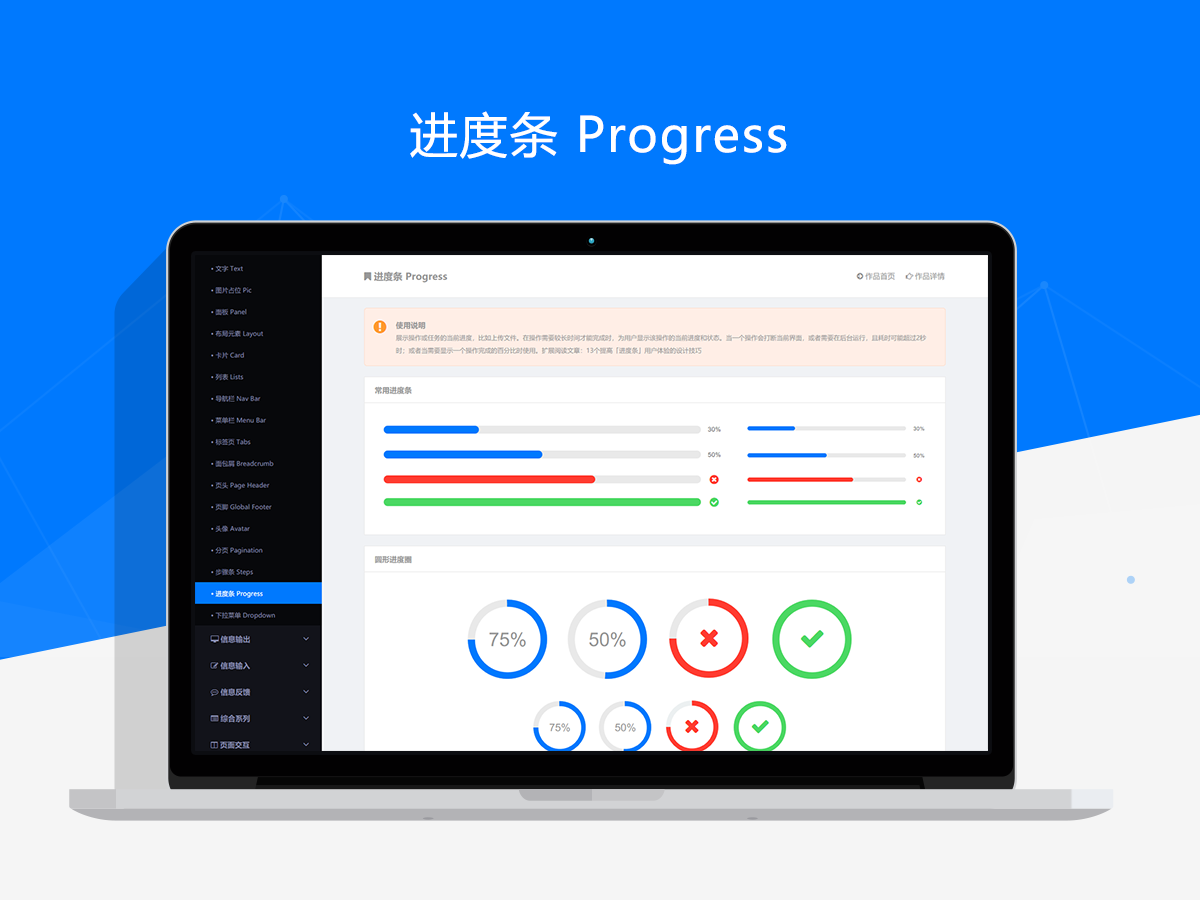 进度条 Progress
• 文字 Text
• 图片占位 Pic
• 面板 Panel
• 布局元素 Layout
• 卡片 Card
• 列表 Lists
• 导航栏 Nav Bar
• 菜单栏 Menu Bar
• 标签页 Tabs
• 面包屑 Breadcrumb
• 页头 Page Header
• 页脚 Global Footer
• 头像 Avatar
• 分页 Pagination
• 步骤条 Steps
• 进度条 Progress
• 下拉菜单 Dropdown
信息输出
信息输入
信息反馈
综合系列
页面交互
进度条 Progress
作品首页 作品详情
使用说明
展示操作或任务的当前进度，比如上传文件。在操作需要较长时间才能完成时，为用户显示该操作的当前进度和状态。当一个操作会打断当前界面，或者需要在后台运行，且耗时可能超过2秒
时；或者当需要显示一个操作完成的百分比时使用。扩展阅读文章：13个提高「进度条」用户体验的设计技巧
常用进度条
30% 30%
50% 50%
圆形进度圈
75% 50%
75% 50%